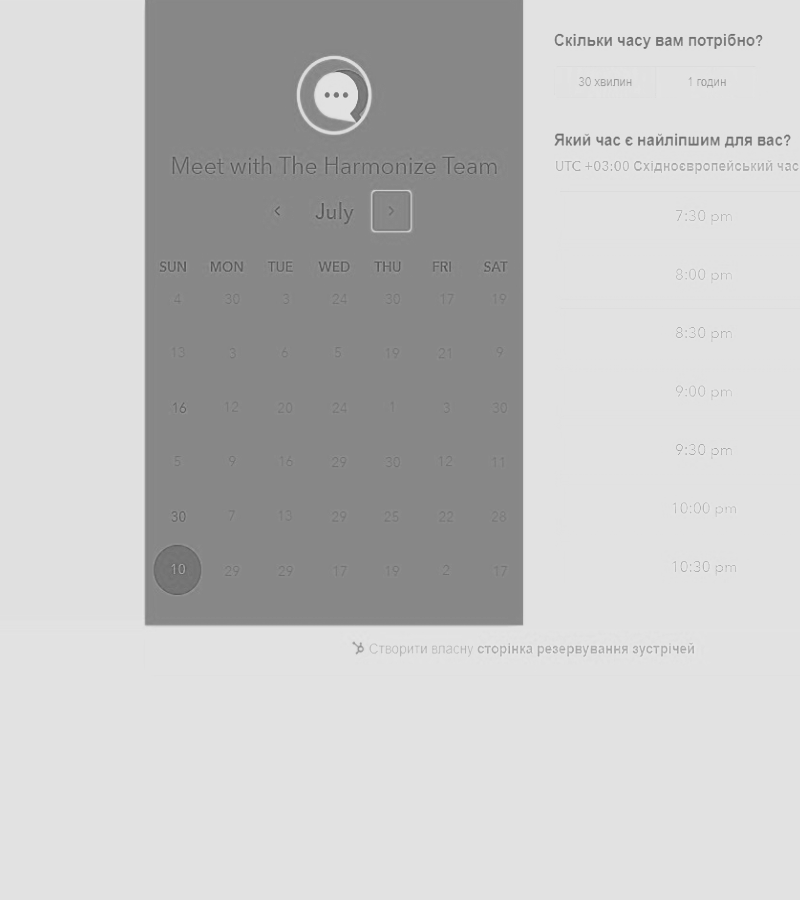 Meet with The Harmonize Team
July
SUN MON TUE WED THU FRI SAT
4 30 3 24 30 17 19
13 3 6 5 19 21 9
16 12 20 24 1 3 30
5 9 16 29 30 12 11
30 7 13 29 25 22 28
10 29 29 17 19 2 17
Скільки часу вам потрібно?
30 хвилин 1 годин
Який час є найліпшим для вас?
UTC +03:00 Східноєвропейський час
7:30 pm
8:00 pm
8:30 pm
9:00 pm
9:30 pm
10:00 pm
10:30 pm
Створити власну сторінка резервування зустрічей